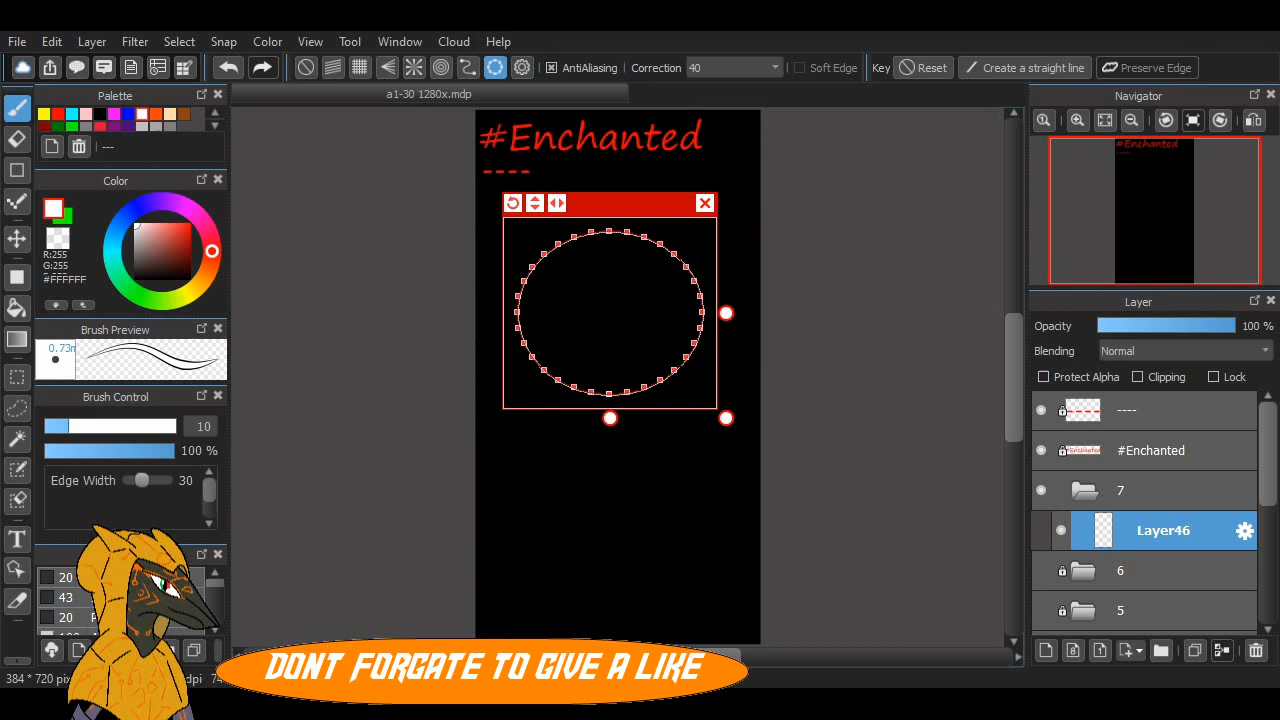 File Edit Layer Filter Select Snap Color View Tool Window Cloud Help
AntiAliasing Correction 40 Soft Edge Key Reset Create a straight line Preserve Edge
Palette
a1-30 1280x.mdp
Navigator
---
#Enchanted
----
Color
R:255
G:255
#FFFFFF
#Enchanted
Layer
Opacity 100 %
Blending Normal
Protect Alpha Clipping Lock
Brush Preview
Brush Control
10
100 %
Edge Width 30
----
#Enchanted
7
Layer46
6
5
20
43
20
DONT FORGATE TO GIVE A LIKE
384 * 720